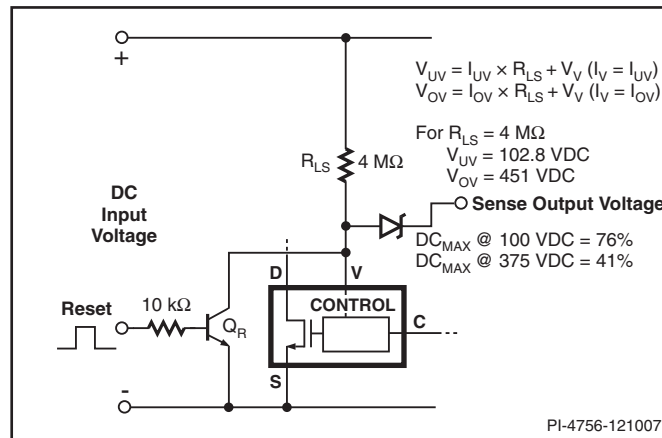 +
V_UV = I_UV × R_LS + V_V (I_V = I_UV)
V_OV = I_OV × R_LS + V_V (I_V = I_OV)
For R_LS = 4 MΩ
V_UV = 102.8 VDC
V_OV = 451 VDC
R_LS 4 MΩ
DC
Input
Voltage
Sense Output Voltage
DC_MAX @ 100 VDC = 76%
DC_MAX @ 375 VDC = 41%
D
V
CONTROL
C
Reset
10 kΩ
Q_R
S
-
PI-4756-121007